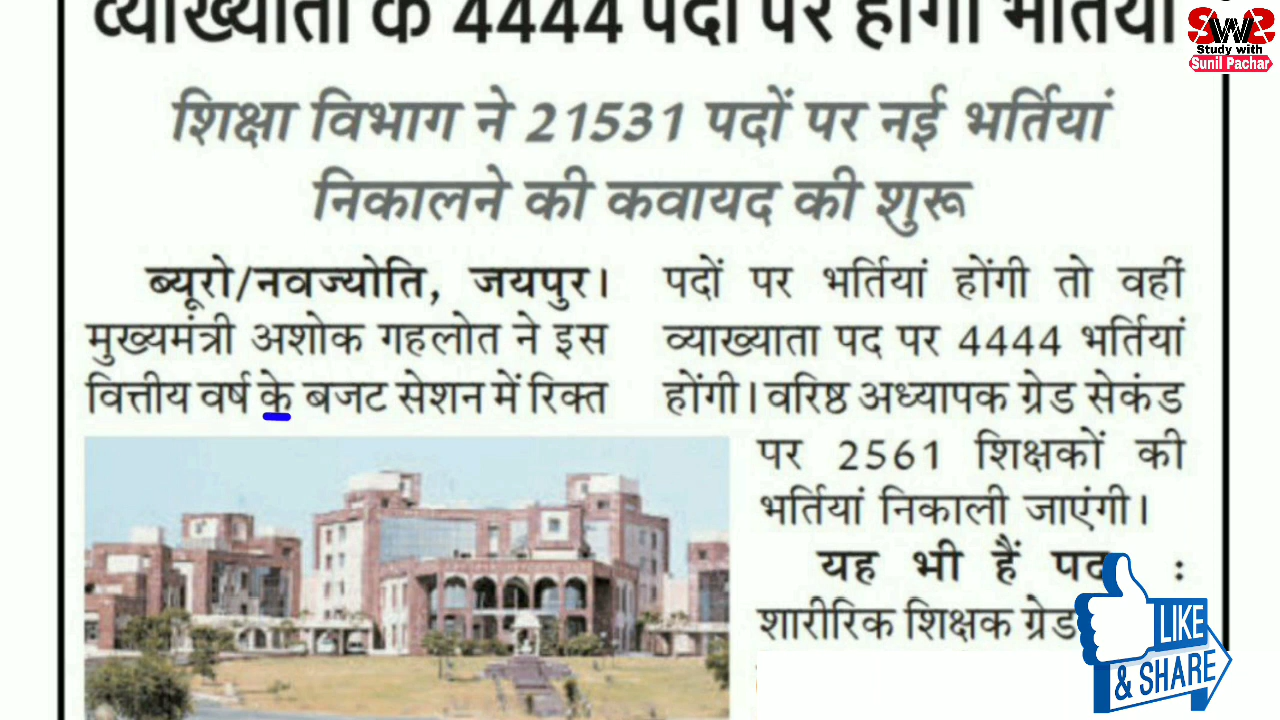 व्याख्याता के 4444 पदों पर होंगी भर्तियां
SWS
Study with
Sunil Pachar
शिक्षा विभाग ने 21531 पदों पर नई भर्तियां
निकालने की कवायद की शुरू
ब्यूरो/नवज्योति, जयपुर।
मुख्यमंत्री अशोक गहलोत ने इस
वित्तीय वर्ष के बजट सेशन में रिक्त
पदों पर भर्तियां होंगी तो वहीं
व्याख्याता पद पर 4444 भर्तियां
होंगी। वरिष्ठ अध्यापक ग्रेड सेकंड
पर 2561 शिक्षकों की
भर्तियां निकाली जाएंगी।
यह भी हैं पद :
शारीरिक शिक्षक ग्रेड
LIKE
& SHARE